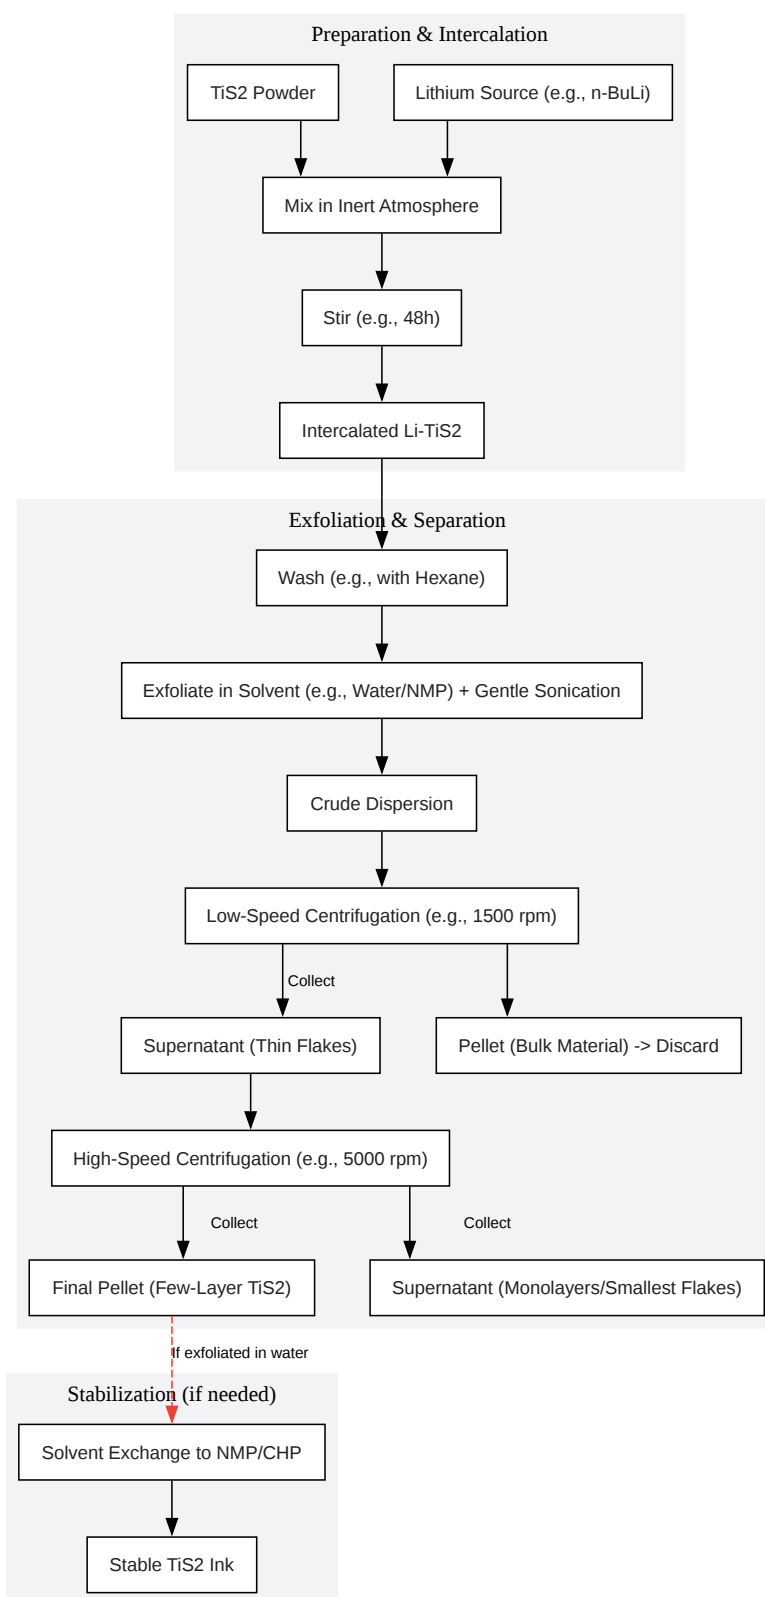 Preparation & Intercalation
TiS2 Powder
Lithium Source (e.g., n-BuLi)
Mix in Inert Atmosphere
Stir (e.g., 48h)
Intercalated Li-TiS2
Exfoliation & Separation
Wash (e.g., with Hexane)
Exfoliate in Solvent (e.g., Water/NMP) + Gentle Sonication
Crude Dispersion
Low-Speed Centrifugation (e.g., 1500 rpm)
Collect
Supernatant (Thin Flakes)
Pellet (Bulk Material) -> Discard
High-Speed Centrifugation (e.g., 5000 rpm)
Collect
Collect
Final Pellet (Few-Layer TiS2)
Supernatant (Monolayers/Smallest Flakes)
If exfoliated in water
Stabilization (if needed)
Solvent Exchange to NMP/CHP
Stable TiS2 Ink